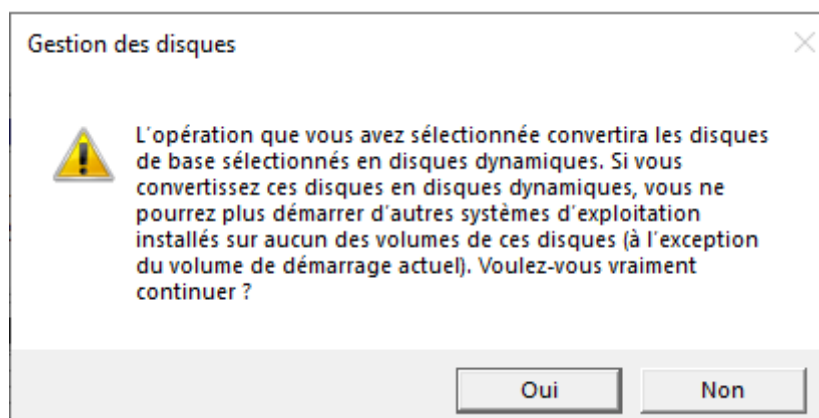 Gestion des disques
L'opération que vous avez sélectionnée convertira les disques
de base sélectionnés en disques dynamiques. Si vous
convertissez ces disques en disques dynamiques, vous ne
pourrez plus démarrer d'autres systèmes d'exploitation
installés sur aucun des volumes de ces disques (à l'exception
du volume de démarrage actuel). Voulez-vous vraiment
continuer ?
Oui
Non